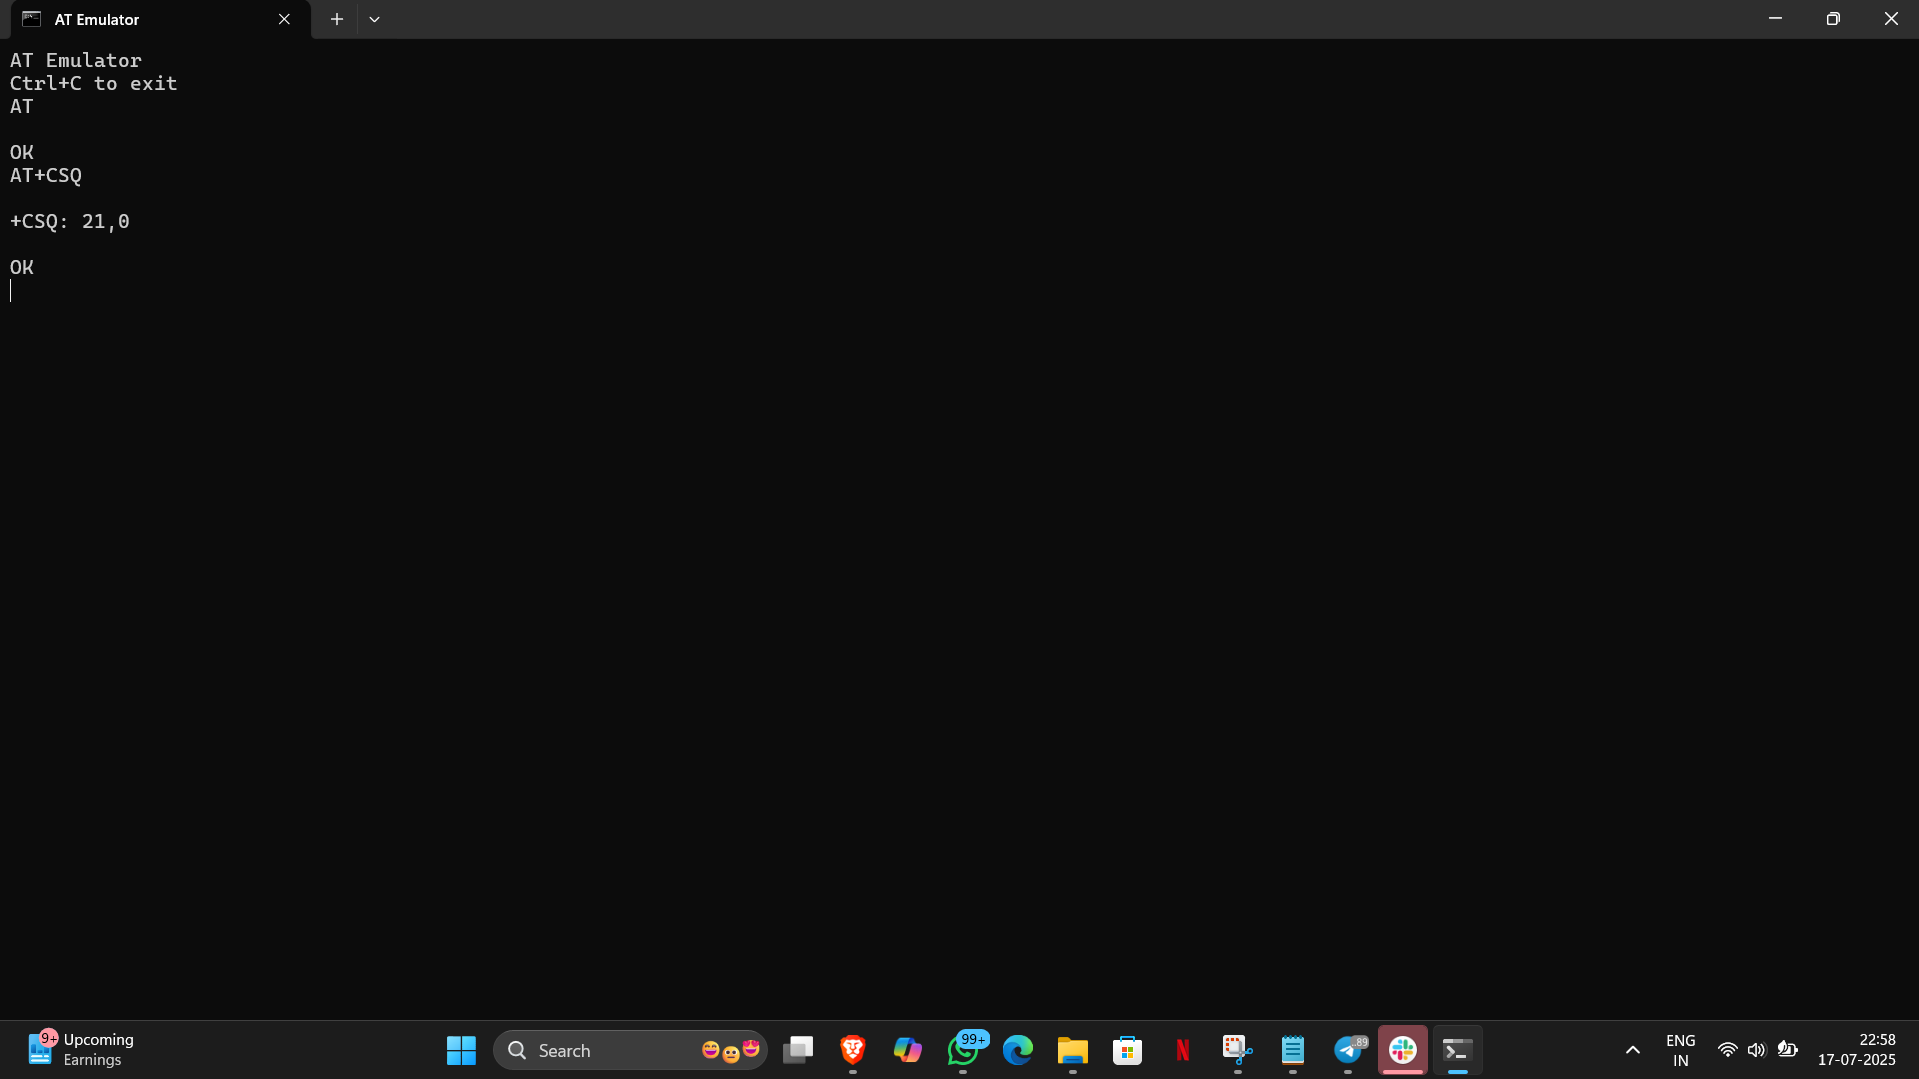 AT Emulator
AT Emulator
Ctrl+C to exit
AT
OK
AT+CSQ
+CSQ: 21,0
OK
9+
Upcoming
Earnings
Search
99+
N
..89
ENG
IN
22:58
17-07-2025